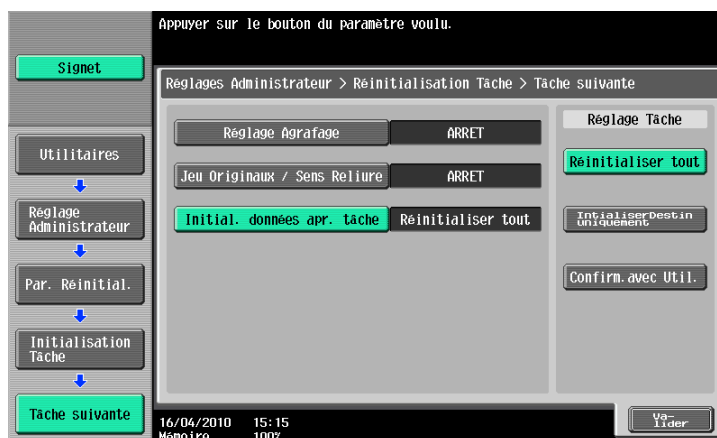 Appuyer sur le bouton du paramètre voulu.
Signet
Réglages Administrateur > Réinitialisation Tâche > Tâche suivante
Utilitaires
Réglage
Administrateur
Par. Réinitial.
Initialisation
Tâche
Tâche suivante
Réglage Agrafage
ARRET
Jeu Originaux / Sens Reliure
ARRET
Initial. données apr. tâche
Réinitialiser tout
Réglage Tâche
Réinitialiser tout
IntialiserDestin
uniquement
Confirm.avec Util.
16/04/2010 15:15
Mémoire 100%
Va-
lider